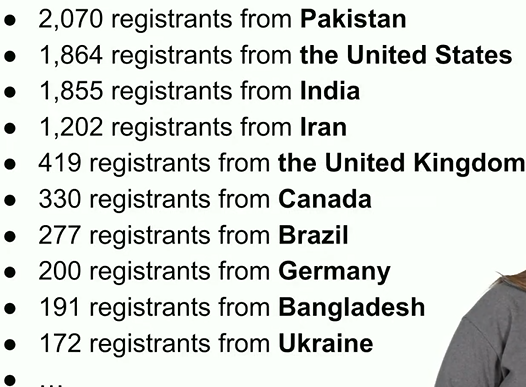 ● 2,070 registrants from Pakistan
● 1,864 registrants from the United States
● 1,855 registrants from India
● 1,202 registrants from Iran
● 419 registrants from the United Kingdom
● 330 registrants from Canada
● 277 registrants from Brazil
● 200 registrants from Germany
● 191 registrants from Bangladesh
● 172 registrants from Ukraine
● ...